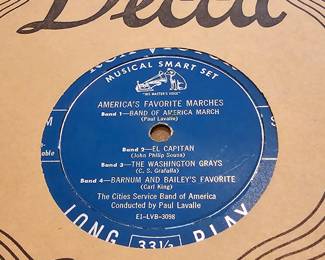 Decca
MUSICAL SMART SET
"HIS MASTER'S VOICE"
AMERICA'S FAVORITE MARCHES
Band 1—BAND OF AMERICA MARCH
(Paul Lavalle)
Band 2—EL CAPITAN
(John Philip Sousa)
Band 3—THE WASHINGTON GRAYS
(C. S. Grafulla)
Band 4—BARNUM AND BAILEY'S FAVORITE
(Carl King)
The Cities Service Band of America
Conducted by Paul Lavalle
E1-LVB-3098
LONG 33⅓ PLAY